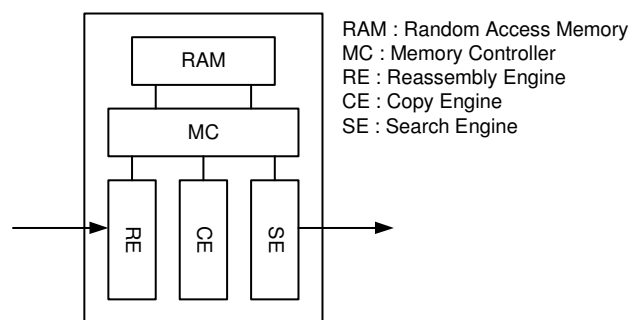 RAM
MC
RE
CE
SE
RAM : Random Access Memory
MC : Memory Controller
RE : Reassembly Engine
CE : Copy Engine
SE : Search Engine